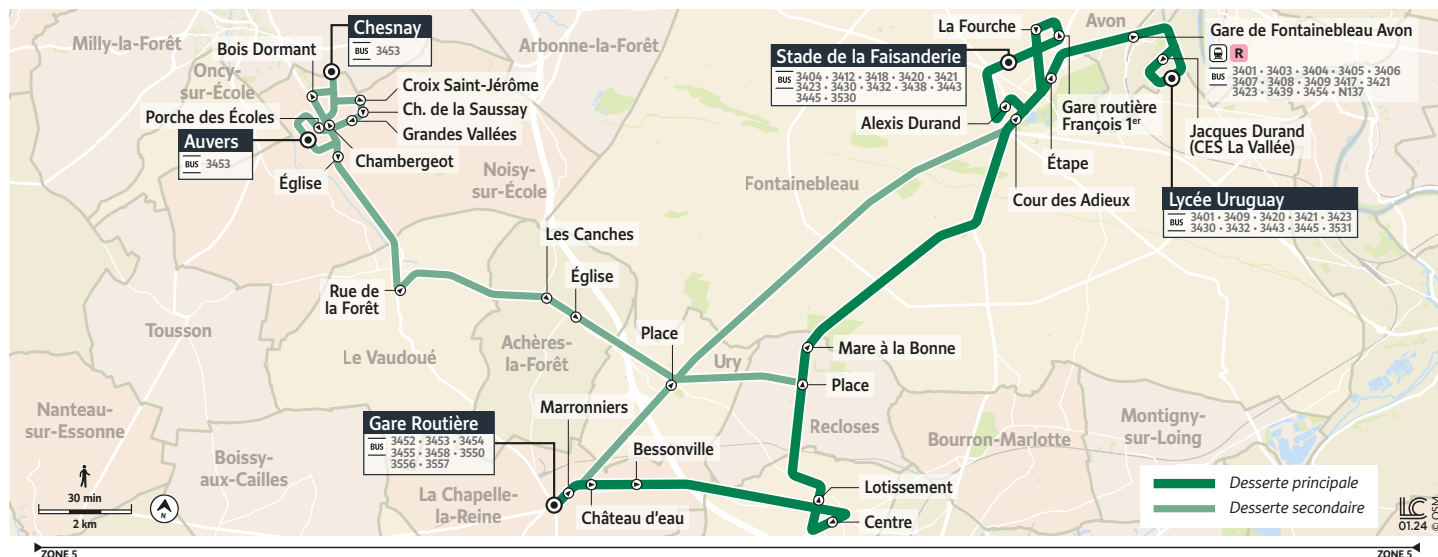 Milly-la-Forêt
Bois Dormant
Chesnay
BUS 3453
Arbonne-la-Forêt
Oncy-
sur-École
Croix Saint-Jérôme
Ch. de la Saussay
Grandes Vallées
Porche des Écoles
Auvers
BUS 3453
Chambergeot
Église
Noisy-
sur-École
La Fourche
Avon
Gare de Fontainebleau Avon
R
BUS
3401 • 3403 • 3404 • 3405 • 3406
3407 • 3408 • 3409 3417 • 3421
3423 • 3439 • 3454 • N137
Stade de la Faisanderie
BUS
3404 • 3412 • 3418 • 3420 • 3421
3423 • 3430 • 3432 • 3438 • 3443
3445 • 3530
Alexis Durand
Gare routière
François 1er
Jacques Durand
(CES La Vallée)
Étape
Fontainebleau
Cour des Adieux
Lycée Uruguay
BUS
3401 • 3409 • 3420 • 3421 • 3423
3430 • 3432 • 3443 • 3445 • 3531
Les Canches
Église
Rue de
la Forêt
Tousson
Le Vaudoué
Achères-
la-Forêt
Place
Ury
Mare à la Bonne
Place
Nanteau-
sur-Essonne
Marronniers
Recloses
Montigny-
sur-Loing
Bourron-Marlotte
Gare Routière
BUS
3452 • 3453 • 3454
3455 • 3458 • 3550
3556 • 3557
Bessonville
Boissy-
aux-Cailles
La Chapelle-
la-Reine
Château d'eau
Lotissement
Centre
30 min
2 km
N
Desserte principale
Desserte secondaire
LC
01.24
© OSM
ZONE 5
ZONE 5